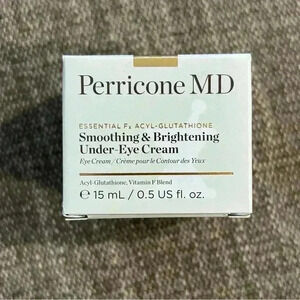 Perricone MD
ESSENTIAL Fx ACYL-GLUTATHIONE
Smoothing & Brightening
Under-Eye Cream
Eye Cream / Crème pour le Contour des Yeux
Acyl-Glutathione, Vitamin F Blend
℮ 15 mL / 0.5 US fl. oz.